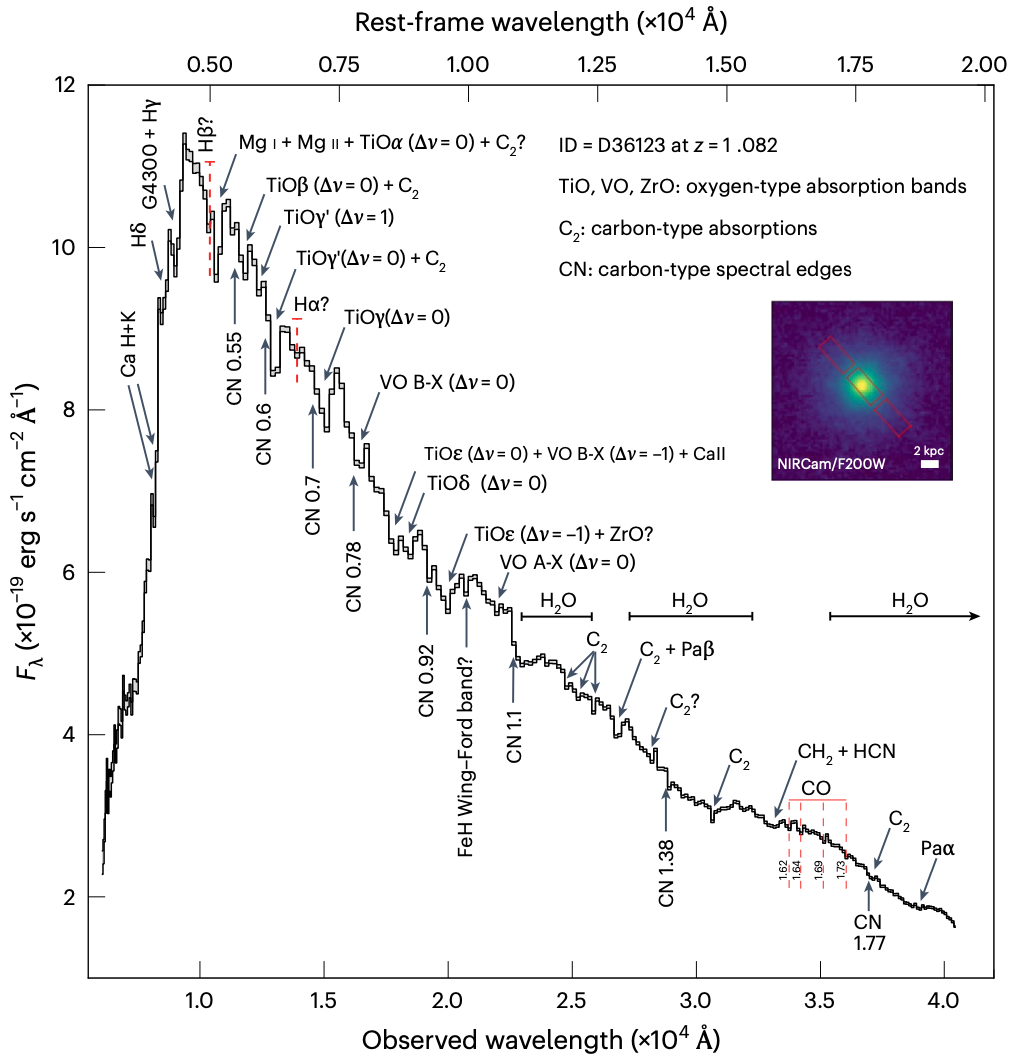 Rest-frame wavelength (×10⁴ Å)
0.50 0.75 1.00 1.25 1.50 1.75 2.00
12
10
8
6
4
2
Fλ (×10⁻¹⁹ erg s⁻¹ cm⁻² Å⁻¹)
ID = D36123 at z = 1 .082
TiO, VO, ZrO: oxygen-type absorption bands
C₂: carbon-type absorptions
CN: carbon-type spectral edges
NIRCam/F200W
2 kpc
Ca H+K
Hδ
G4300 + Hγ
Hβ?
Mg I + Mg II + TiOα (Δν = 0) + C₂?
TiOβ (Δν = 0) + C₂
TiOγ' (Δν = 1)
TiOγ'(Δν = 0) + C₂
Hα?
TiOγ(Δν = 0)
VO B-X (Δν = 0)
TiOε (Δν = 0) + VO B-X (Δν = −1) + CaII
TiOδ (Δν = 0)
TiOε (Δν = −1) + ZrO?
VO A-X (Δν = 0)
CN 0.55
CN 0.6
CN 0.7
CN 0.78
CN 0.92
FeH Wing–Ford band?
CN 1.1
H₂O
H₂O
H₂O
C₂
C₂ + Paβ
C₂?
CN 1.38
C₂
CH₂ + HCN
CO
1.62
1.64
1.69
1.73
C₂
CN
1.77
Paα
1.0 1.5 2.0 2.5 3.0 3.5 4.0
Observed wavelength (×10⁴ Å)